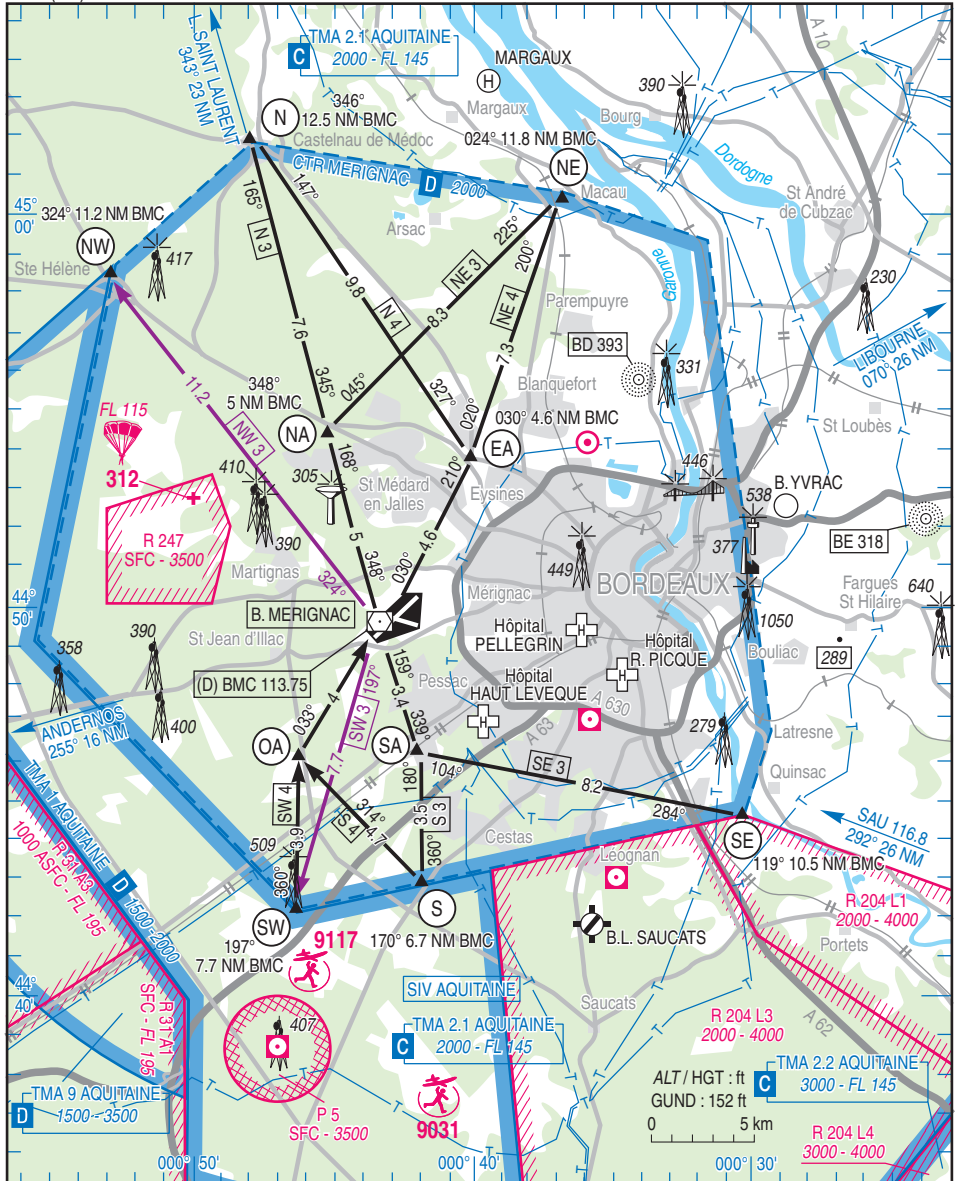 L. SAINT LAURENT
343° 23 NM
C
TMA 2.1 AQUITAINE
2000 - FL 145
MARGAUX
H
Margaux
A 10
390
Bourg
Dordogne
N
346°
12.5 NM BMC
Castelnau de Médoc
024° 11.8 NM BMC
NE
Macau
St André
de Cubzac
CTR MERIGNAC
D
2000
147°
165°
N 3
45°
00'
324° 11.2 NM BMC
NW
Ste Hélène
417
Arsac
225°
200°
NE 3
NE 4
Garonne
230
9.8
N 4
8.3
7.3
7.6
Parempuyre
BD 393
331
LIBOURNE
070° 26 NM
11.2
348°
5 NM BMC
345°
045°
327°
020°
Blanquefort
030° 4.6 NM BMC
St Loubès
FL 115
312
NW 3
NA
EA
168°
210°
410
305
390
St Médard
en Jalles
Eysines
446
B. YVRAC
538
377
BE 318
R 247
SFC - 3500
5
4.6
Martignas
324°
348°
030°
449
BORDEAUX
Mérignac
Fargues
St Hilaire
640
44°
50'
B. MERIGNAC
Hôpital
PELLEGRIN
1050
Bouliac
289
St Jean d'Illac
390
358
400
(D) BMC 113.75
159°
3.4
197°
SW 3
Pessac
Hôpital
R. PICQUE
Hôpital
HAUT LEVEQUE
A 630
A 63
279
Latresne
ANDERNOS
255° 16 NM
4
033°
339°
OA
SA
7.7
180°
104°
SE 3
8.2
284°
Quinsac
SAU 116.8
292° 26 NM
TMA 1 AQUITAINE
D
1500-2000
R 31 A3
1000 ASFC - FL 195
SW 4
3.9
314°
S 4
4.7
3.5
S 3
509
360°
360°
Cestas
Léognan
SE
119° 10.5 NM BMC
SW
197°
7.7 NM BMC
S
170° 6.7 NM BMC
9117
B.L. SAUCATS
R 204 L1
2000 - 4000
Portets
44°
40'
R 31 A1
SFC - FL 195
SIV AQUITAINE
Saucats
R 204 L3
2000 - 4000
A 62
407
C
TMA 2.1 AQUITAINE
2000 - FL 145
TMA 9 AQUITAINE
D
1500 - 3500
P 5
SFC - 3500
9031
ALT / HGT : ft
GUND : 152 ft
0 5 km
C
TMA 2.2 AQUITAINE
3000 - FL 145
R 204 L4
3000 - 4000
000° 50'
000° 40'
000° 30'